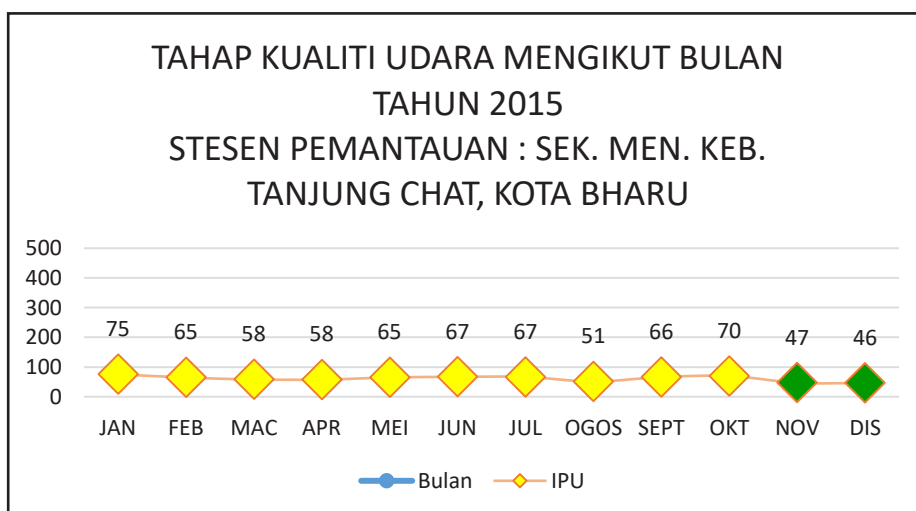 TAHAP KUALITI UDARA MENGIKUT BULAN
TAHUN 2015
STESEN PEMANTAUAN : SEK. MEN. KEB.
TANJUNG CHAT, KOTA BHARU
500
400
300
200
100
0
75 65 58 58 65 67 67 51 66 70 47 46
JAN FEB MAC APR MEI JUN JUL OGOS SEPT OKT NOV DIS
Bulan IPU